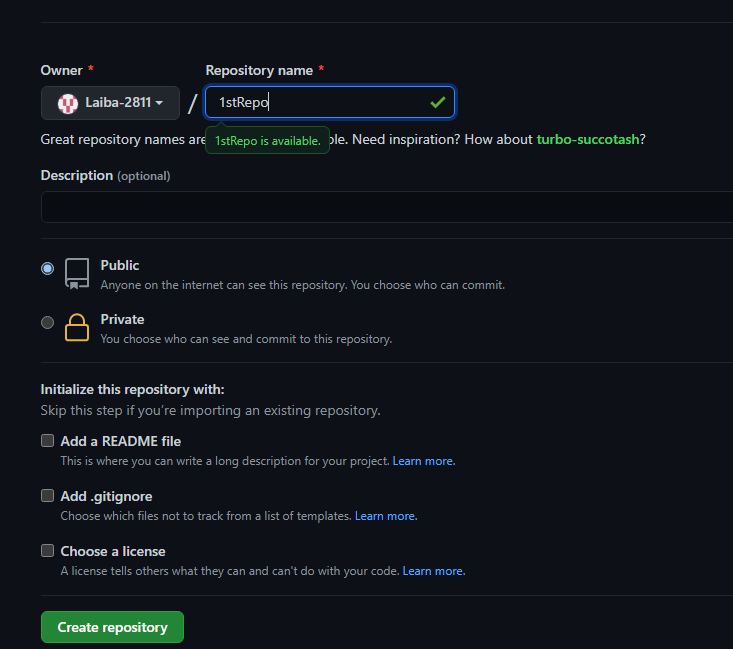 Owner *
Repository name *
Laiba-2811
/
1stRepo
Great repository names are ble. Need inspiration? How about turbo-succotash?
1stRepo is available.
Description (optional)
Public
Anyone on the internet can see this repository. You choose who can commit.
Private
You choose who can see and commit to this repository.
Initialize this repository with:
Skip this step if you're importing an existing repository.
Add a README file
This is where you can write a long description for your project. Learn more.
Add .gitignore
Choose which files not to track from a list of templates. Learn more.
Choose a license
A license tells others what they can and can't do with your code. Learn more.
Create repository